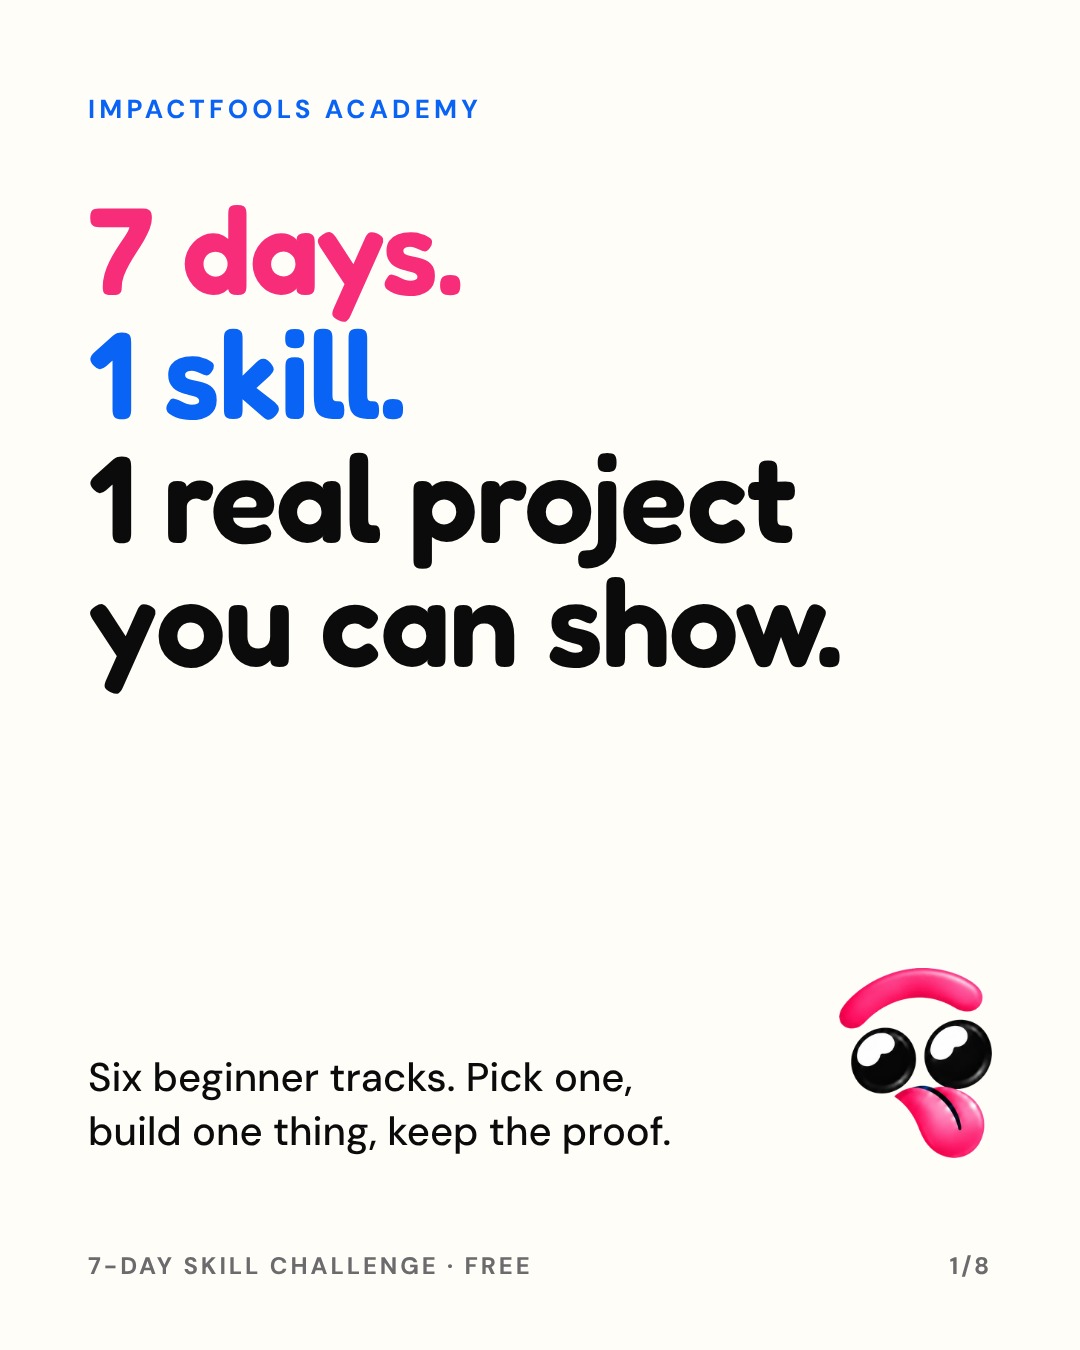 IMPACTFOOLS ACADEMY
7 days.
1 skill.
1 real project
you can show.
Six beginner tracks. Pick one,
build one thing, keep the proof.
7-DAY SKILL CHALLENGE · FREE
1/8